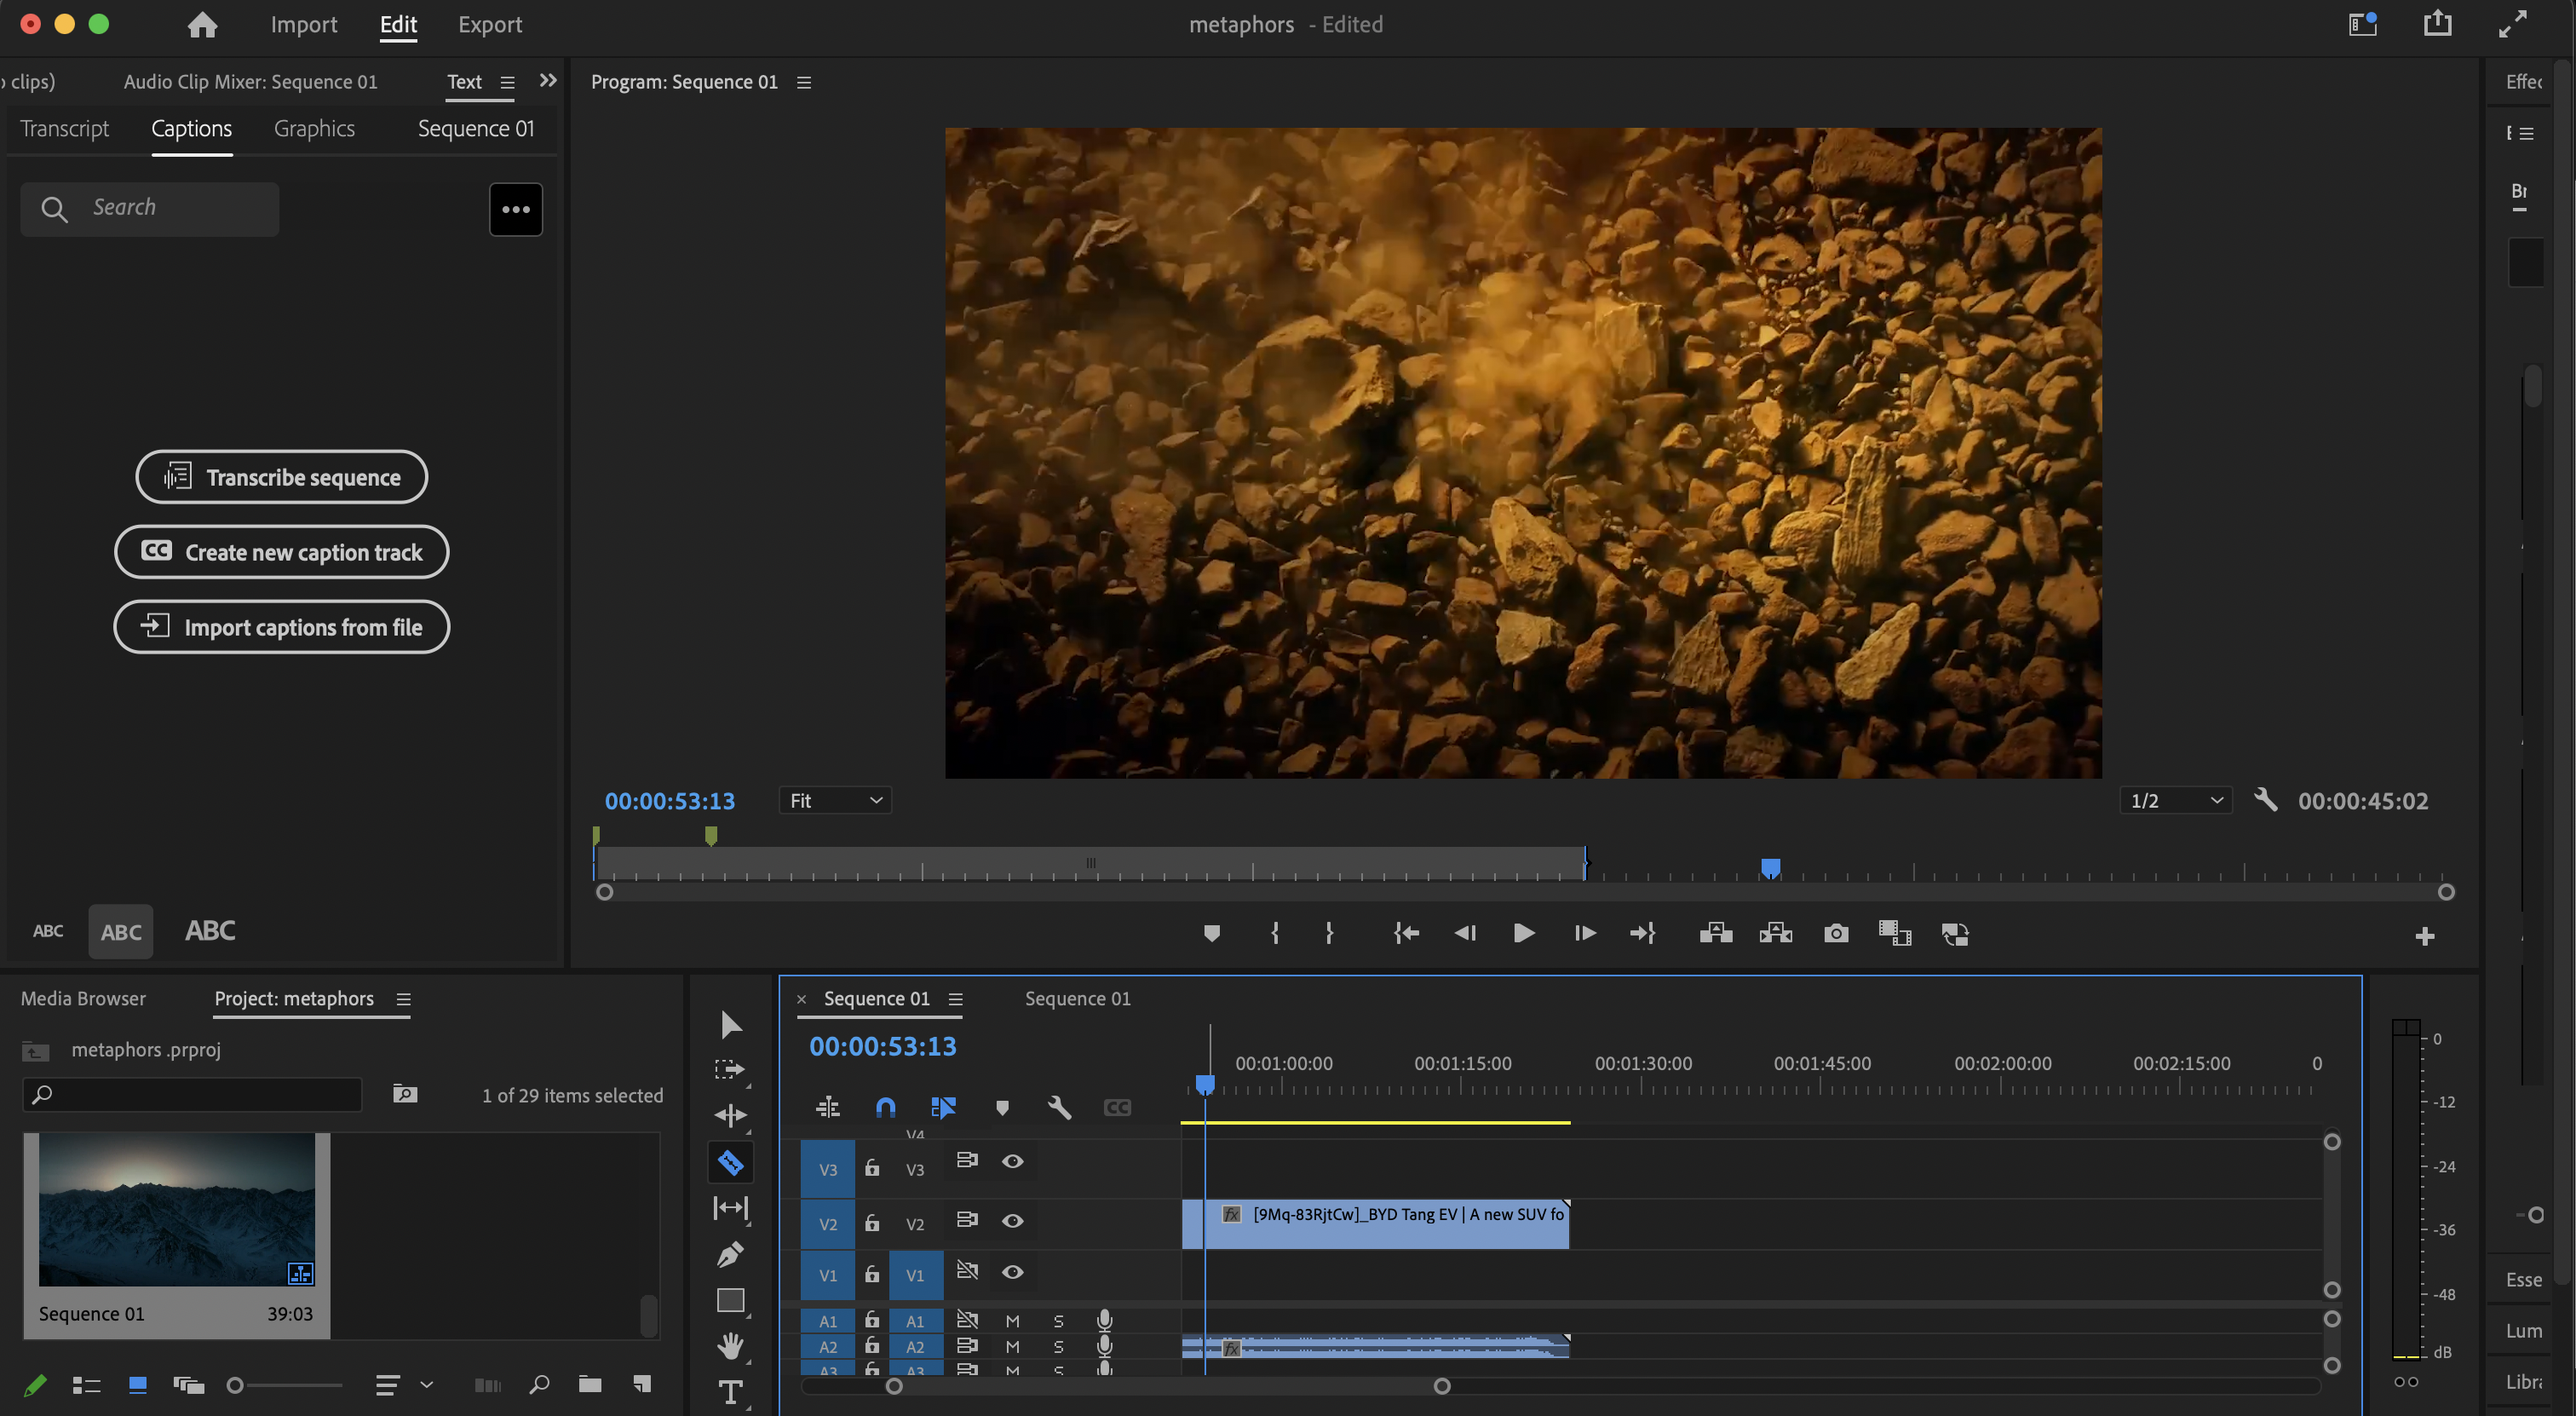 Import Edit Export metaphors - Edited
clips) Audio Clip Mixer: Sequence 01 Text
Program: Sequence 01
Transcript Captions Graphics Sequence 01
Search
Transcribe sequence
CC Create new caption track
Import captions from file
ABC ABC ABC
00:00:53:13 Fit 1/2 00:00:45:02
Media Browser Project: metaphors
metaphors .prproj
1 of 29 items selected
Sequence 01 39:03
Sequence 01 Sequence 01
00:00:53:13
00:01:00:00 00:01:15:00 00:01:30:00 00:01:45:00 00:02:00:00 00:02:15:00 0
CC
V4
V3 V3
V2 V2 fx [9Mq-83RjtCw]_BYD Tang EV | A new SUV fo
V1 V1
A1 A1 M S
A2 A2 M S fx
A3 A3 M S
0
-12
-24
-36
-48
dB
Effec
Br
Esse
Lum
Libra